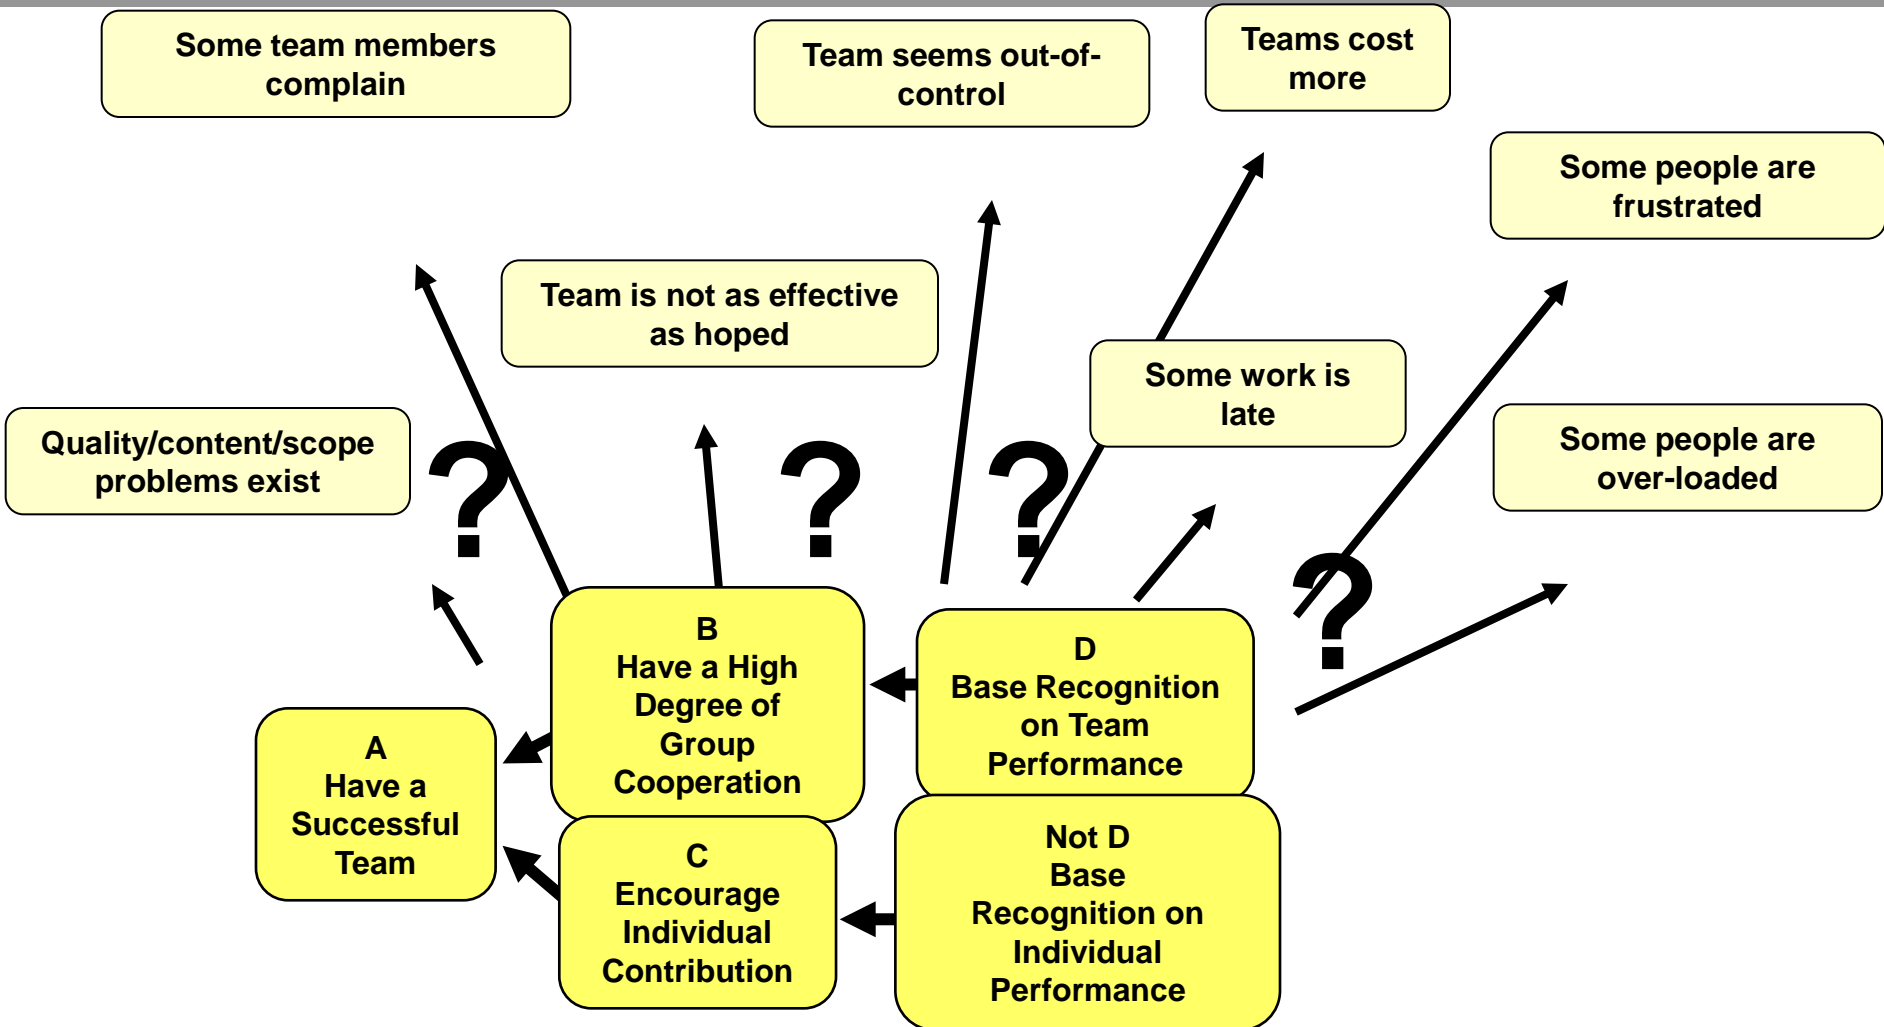 Some team members
complain
Team seems out-of-
control
Teams cost
more
Some people are
frustrated
Team is not as effective
as hoped
Some work is
late
Quality/content/scope
problems exist
Some people are
over-loaded
?
?
?
?
B
Have a High
Degree of
Group
Cooperation
D
Base Recognition
on Team
Performance
A
Have a
Successful
Team
C
Encourage
Individual
Contribution
Not D
Base
Recognition on
Individual
Performance